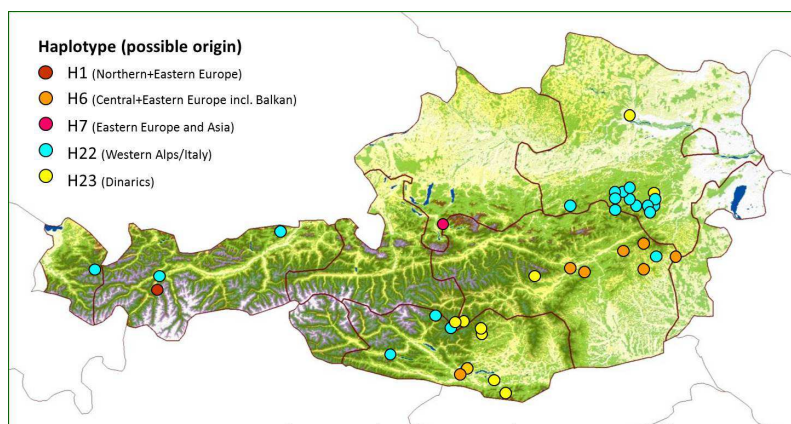 Haplotype (possible origin)
H1 (Northern+Eastern Europe)
H6 (Central+Eastern Europe incl. Balkan)
H7 (Eastern Europe and Asia)
H22 (Western Alps/Italy)
H23 (Dinarics)